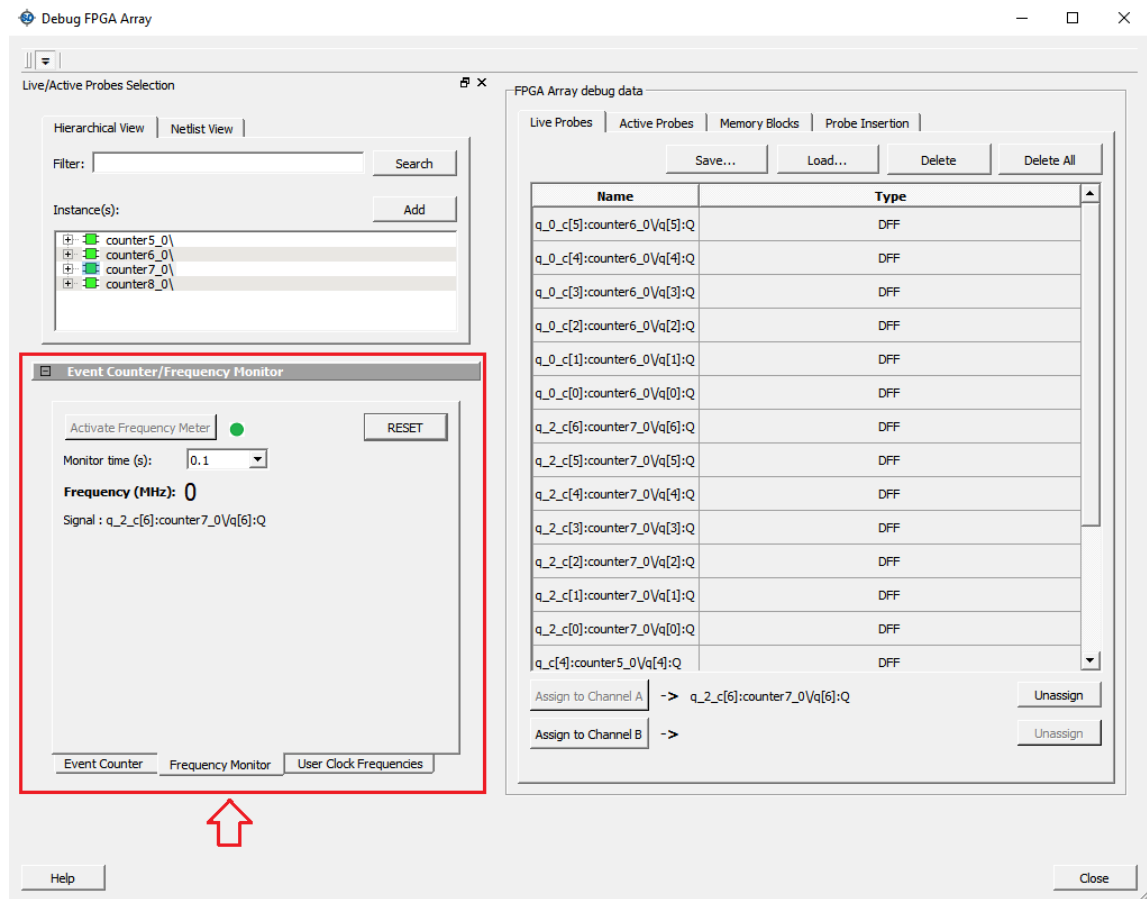 Debug FPGA Array
Live/Active Probes Selection
Hierarchical View
Netlist View
Filter:
Search
Instance(s):
Add
counter5_0\
counter6_0\
counter7_0\
counter8_0\
Event Counter/Frequency Monitor
Activate Frequency Meter
RESET
Monitor time (s):
0.1
Frequency (MHz): 0
Signal : q_2_c[6]:counter7_0\/q[6]:Q
Event Counter
Frequency Monitor
User Clock Frequencies
FPGA Array debug data
Live Probes
Active Probes
Memory Blocks
Probe Insertion
Save...
Load...
Delete
Delete All
Name Type
q_0_c[5]:counter6_0\/q[5]:Q DFF
q_0_c[4]:counter6_0\/q[4]:Q DFF
q_0_c[3]:counter6_0\/q[3]:Q DFF
q_0_c[2]:counter6_0\/q[2]:Q DFF
q_0_c[1]:counter6_0\/q[1]:Q DFF
q_0_c[0]:counter6_0\/q[0]:Q DFF
q_2_c[6]:counter7_0\/q[6]:Q DFF
q_2_c[5]:counter7_0\/q[5]:Q DFF
q_2_c[4]:counter7_0\/q[4]:Q DFF
q_2_c[3]:counter7_0\/q[3]:Q DFF
q_2_c[2]:counter7_0\/q[2]:Q DFF
q_2_c[1]:counter7_0\/q[1]:Q DFF
q_2_c[0]:counter7_0\/q[0]:Q DFF
q_c[4]:counter5_0\/q[4]:Q DFF
Assign to Channel A -> q_2_c[6]:counter7_0\/q[6]:Q Unassign
Assign to Channel B -> Unassign
Help
Close